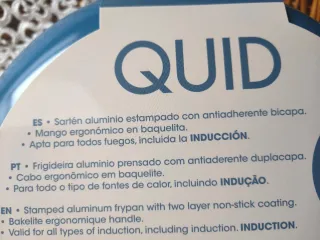 QUID
ES • Sartén aluminio estampado con antiadherente bicapa.
• Mango ergonómico en baquelita.
• Apta para todos fuegos, incluida la INDUCCIÓN.
PT • Frigideira aluminio prensado com antiaderente duplacapa.
• Cabo ergonômico em baquelite.
• Para todo o tipo de fontes de calor, incluindo INDUÇÃO.
EN • Stamped aluminum frypan with two layer non-stick coating.
• Bakelite ergonomique handle.
• Valid for all types of induction, including induction. INDUCTION.